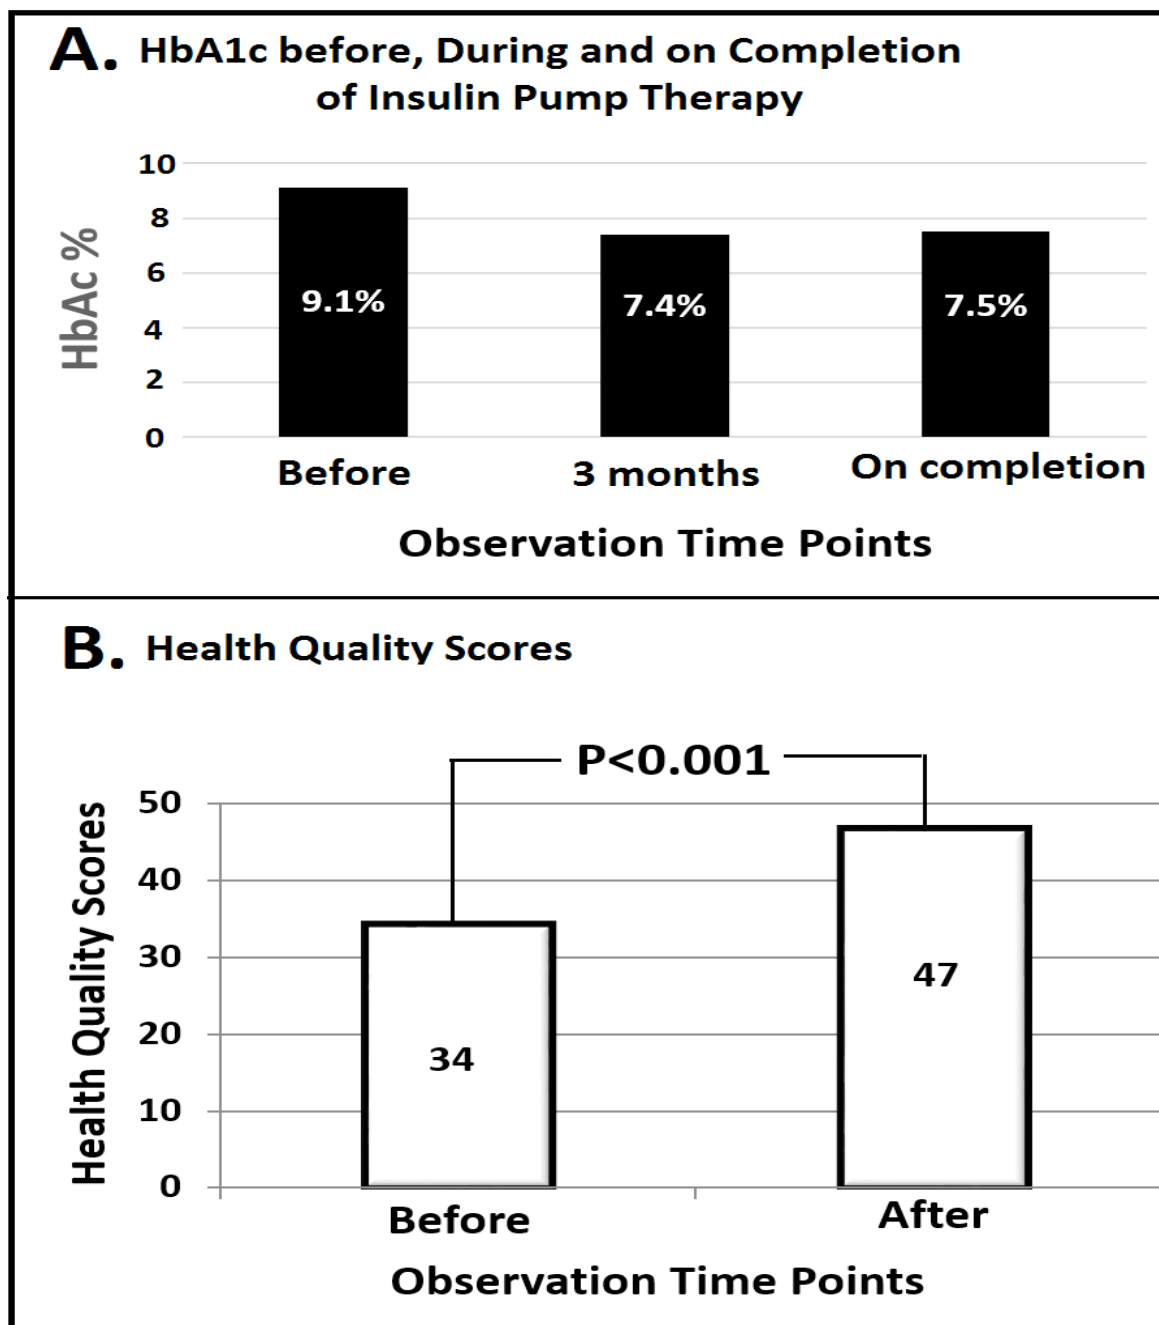 A. HbA1c before, During and on Completion
of Insulin Pump Therapy
HbAc %
10
8
6
4
2
0
9.1%
7.4%
7.5%
Before
3 months
On completion
Observation Time Points
B. Health Quality Scores
P<0.001
Health Quality Scores
50
40
30
20
10
0
34
47
Before
After
Observation Time Points